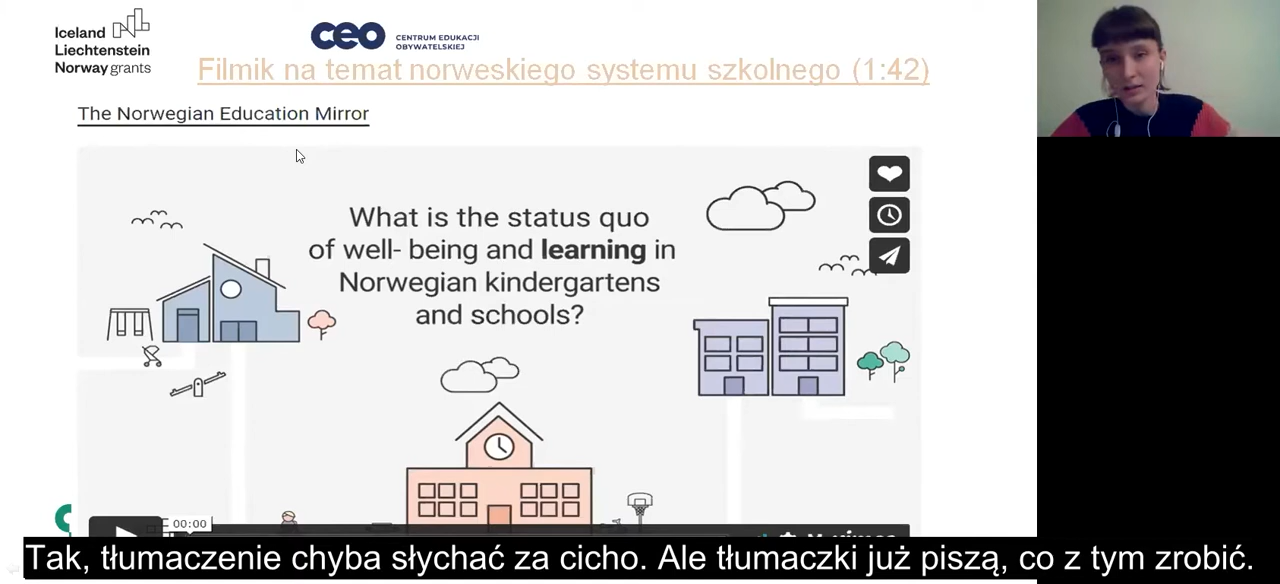 Iceland
Liechtenstein
Norway grants
ceo
CENTRUM EDUKACJI
OBYWATELSKIEJ
Filmik na temat norweskiego systemu szkolnego (1:42)
The Norwegian Education Mirror
What is the status quo
of well- being and learning in
Norwegian kindergartens
and schools?
00:00
Tak, tłumaczenie chyba słychać za cicho. Ale tłumaczki już piszą, co z tym zrobić.